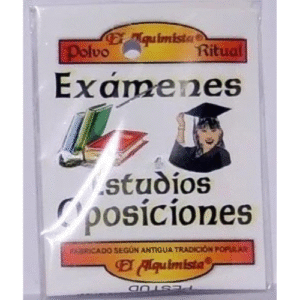 El Alquimista®
Polvo Ritual
Exámenes
Estudios
Oposiciones
FABRICADO SEGÚN ANTIGUA TRADICIÓN POPULAR
El Alquimista®